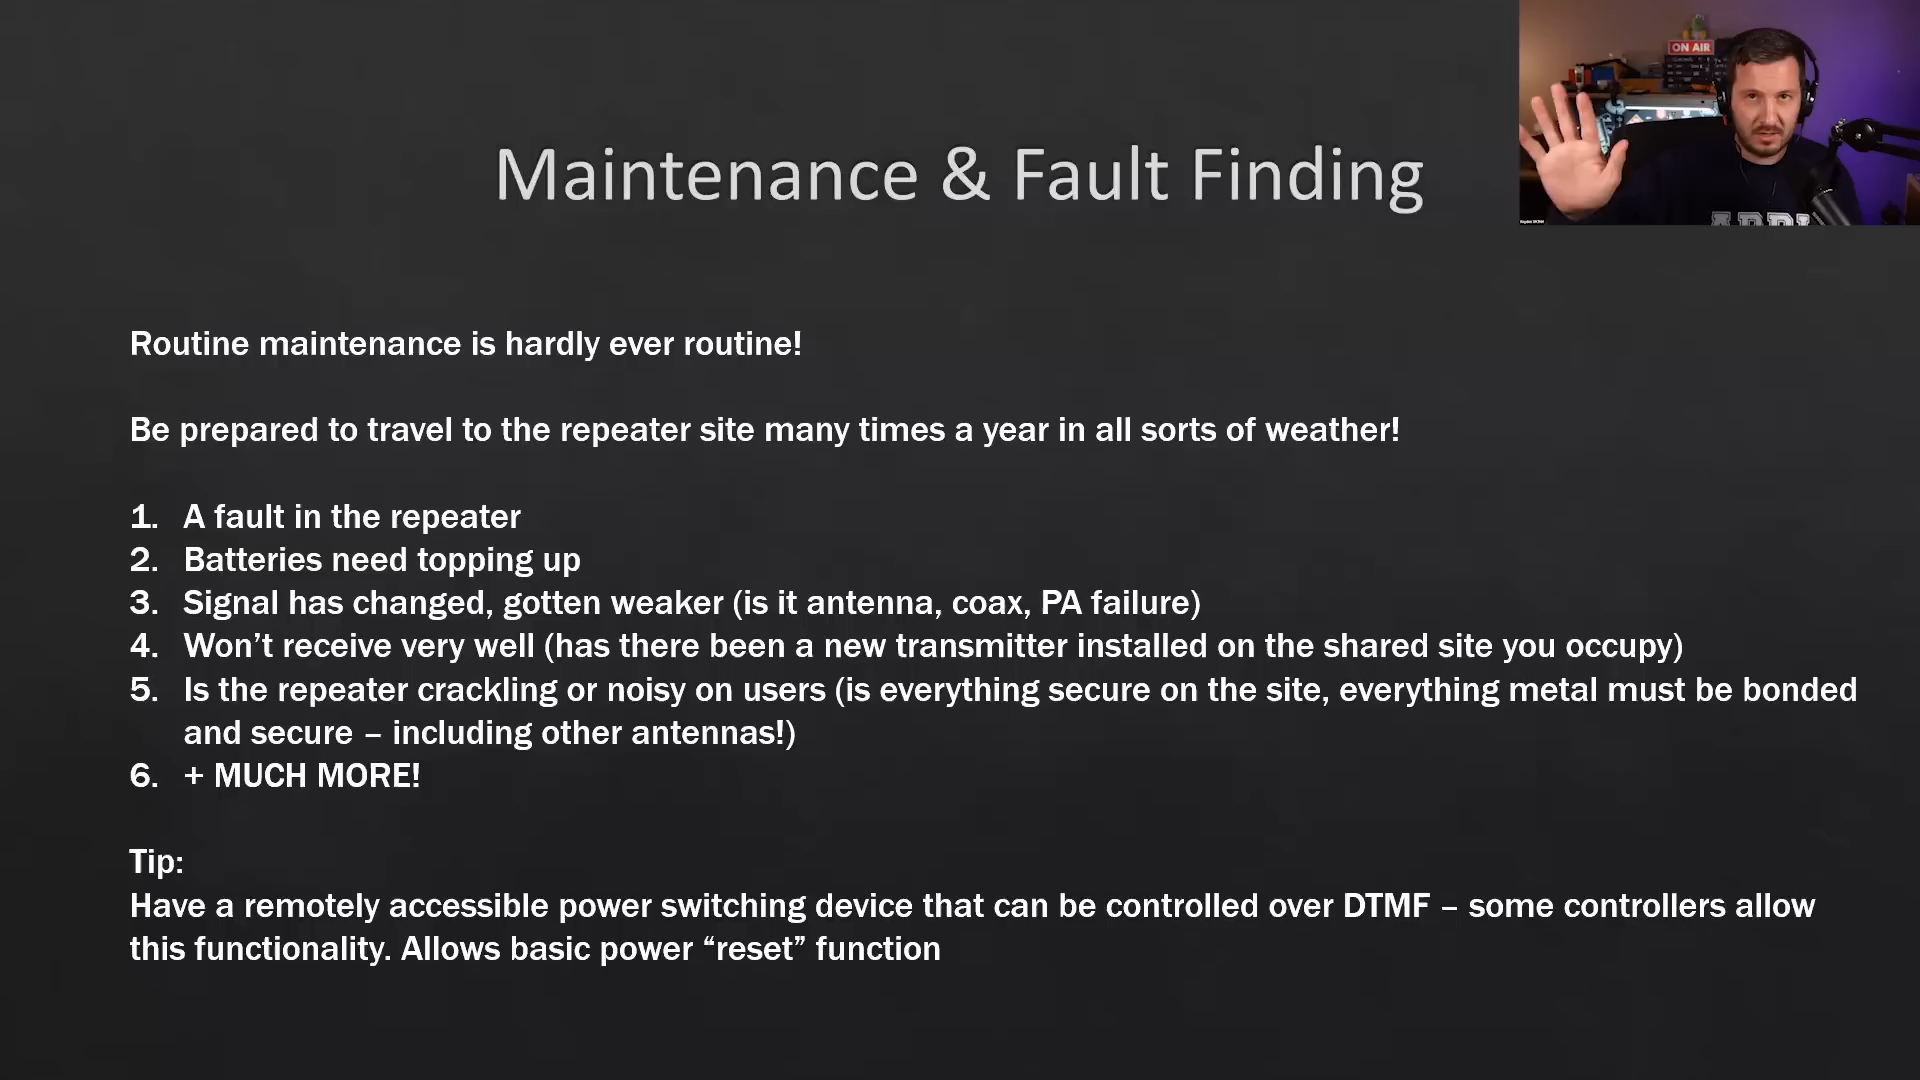 ON AIR
Maintenance & Fault Finding
Routine maintenance is hardly ever routine!
Be prepared to travel to the repeater site many times a year in all sorts of weather!
1. A fault in the repeater
2. Batteries need topping up
3. Signal has changed, gotten weaker (is it antenna, coax, PA failure)
4. Won’t receive very well (has there been a new transmitter installed on the shared site you occupy)
5. Is the repeater crackling or noisy on users (is everything secure on the site, everything metal must be bonded
and secure – including other antennas!)
6. + MUCH MORE!
Tip:
Have a remotely accessible power switching device that can be controlled over DTMF – some controllers allow
this functionality. Allows basic power “reset” function